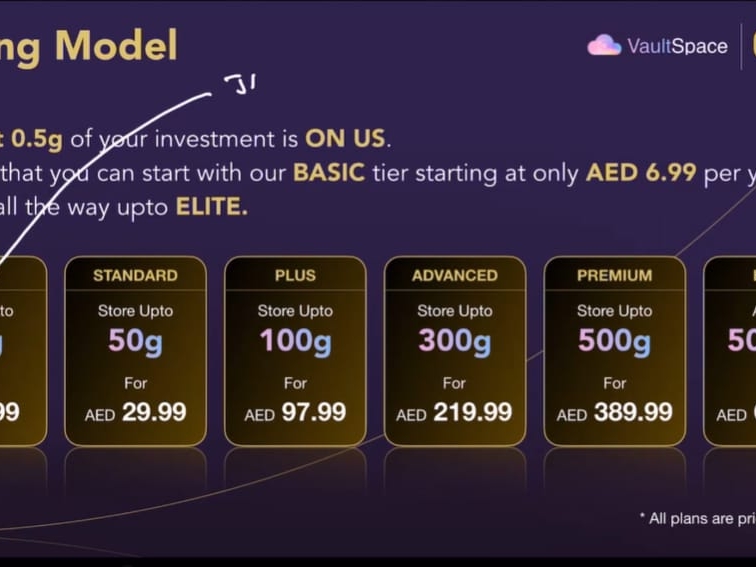 ng Model
VaultSpace
0.5g of your investment is ON US.
that you can start with our BASIC tier starting at only AED 6.99 per y
all the way upto ELITE.
to
g
99
STANDARD
Store Upto
50g
For
AED 29.99
PLUS
Store Upto
100g
For
AED 97.99
ADVANCED
Store Upto
300g
For
AED 219.99
PREMIUM
Store Upto
500g
For
AED 389.99
50
AED
* All plans are pri